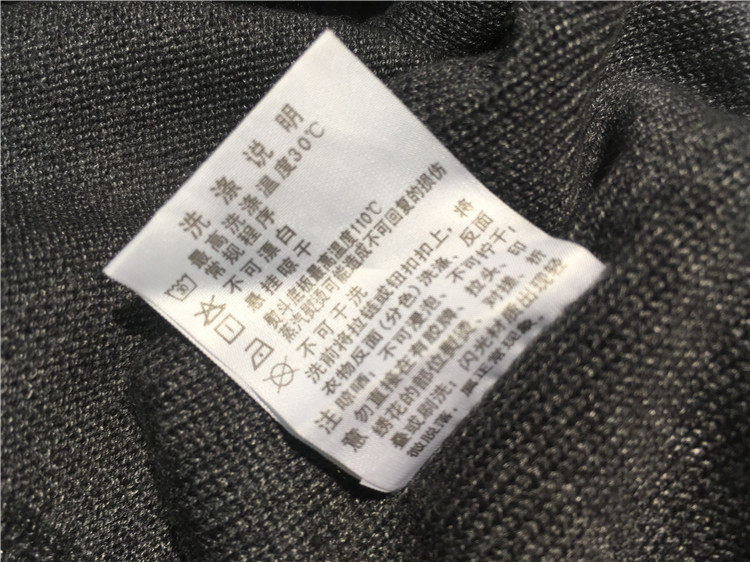 洗涤说明
最高洗涤温度30℃
常规程序
不可漂白
悬挂晾干
熨斗底板最高温度110℃
蒸汽熨烫可能造成不可回复的损伤
不可干洗
洗前将拉链或钮扣扣上，将
衣物反面(分色)洗涤、反面
晾晒，不可浸泡、不可拧干；
注 勿直接在有胶牌、拉头、印
意 绣花的部位熨烫、对搓、拆
叠或刷洗；闪光材质出现轻
微脱落，属正常现象。